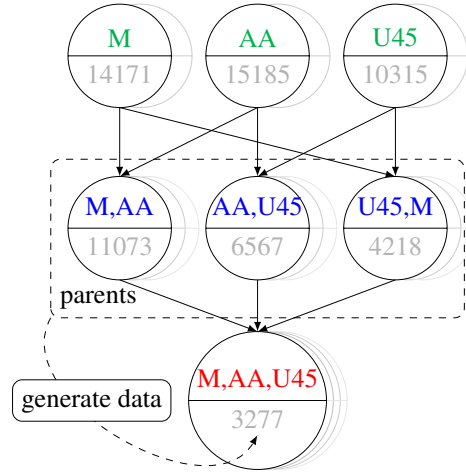 M AA U45
14171 15185 10315
M,AA AA,U45 U45,M
11073 6567 4218
parents
M,AA,U45
generate data
3277